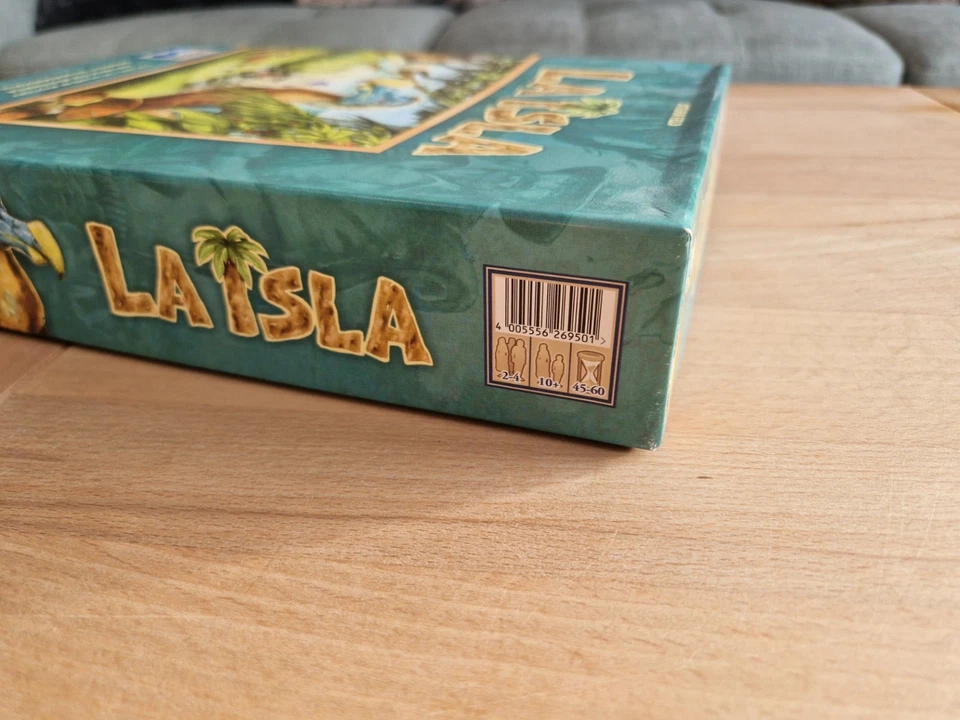 LA ISLA
LA ISLA
4 005556 269501 >
2-4 10+ 45-60